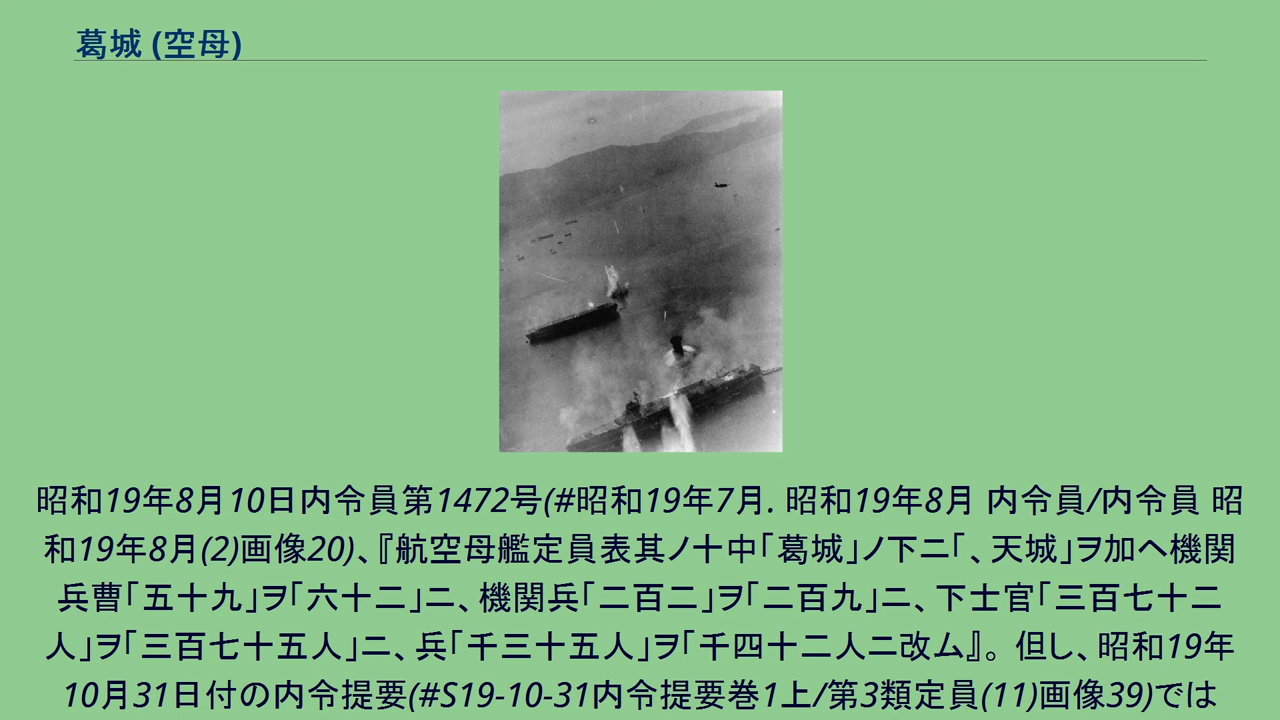 葛城 (空母)
昭和19年8月10日内令員第1472号(#昭和19年7月. 昭和19年8月 内令員/内令員 昭
和19年8月(2)画像20)、『航空母艦定員表其ノ十中「葛城」ノ下ニ「、天城」ヲ加ヘ機関
兵曹「五十九」ヲ「六十二」ニ、機関兵「二百二」ヲ「二百九」ニ、下士官「三百七十二
人」ヲ「三百七十五人」ニ、兵「千三十五人」ヲ「千四十二人ニ改ム』。但し、昭和19年
10月31日付の内令提要(#S19-10-31内令提要巻1上/第3類定員(11)画像39)では